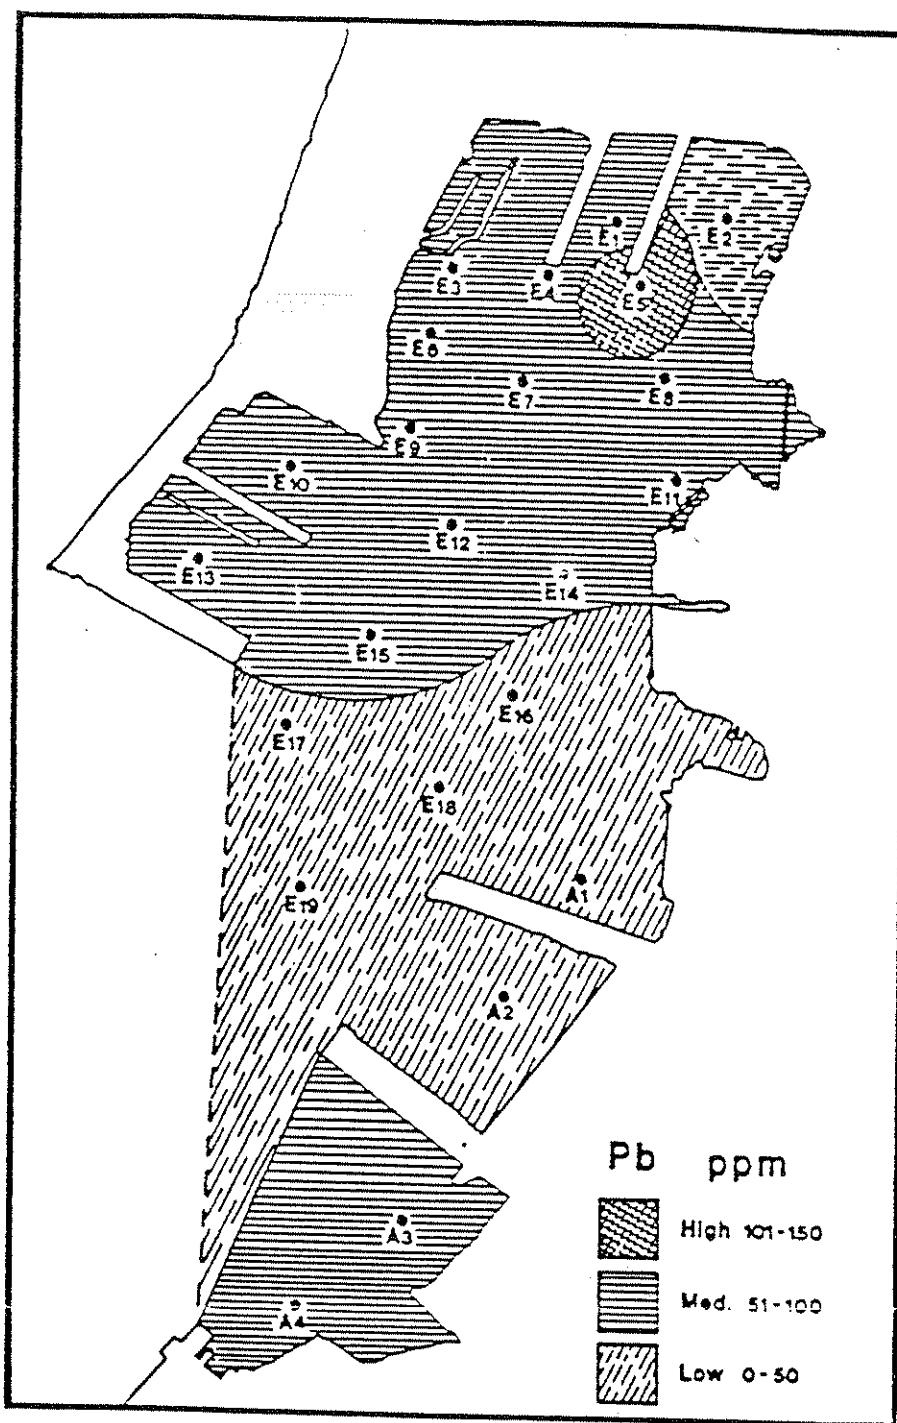 E1 E2
E3 E4 E5
E6
E7 E8
E9
E10 E11
E12
E13 E14
E15
E16
E17
E18
E19 A1
A2
A3
A4
Pb ppm
High 101-150
Med. 51-100
Low 0-50